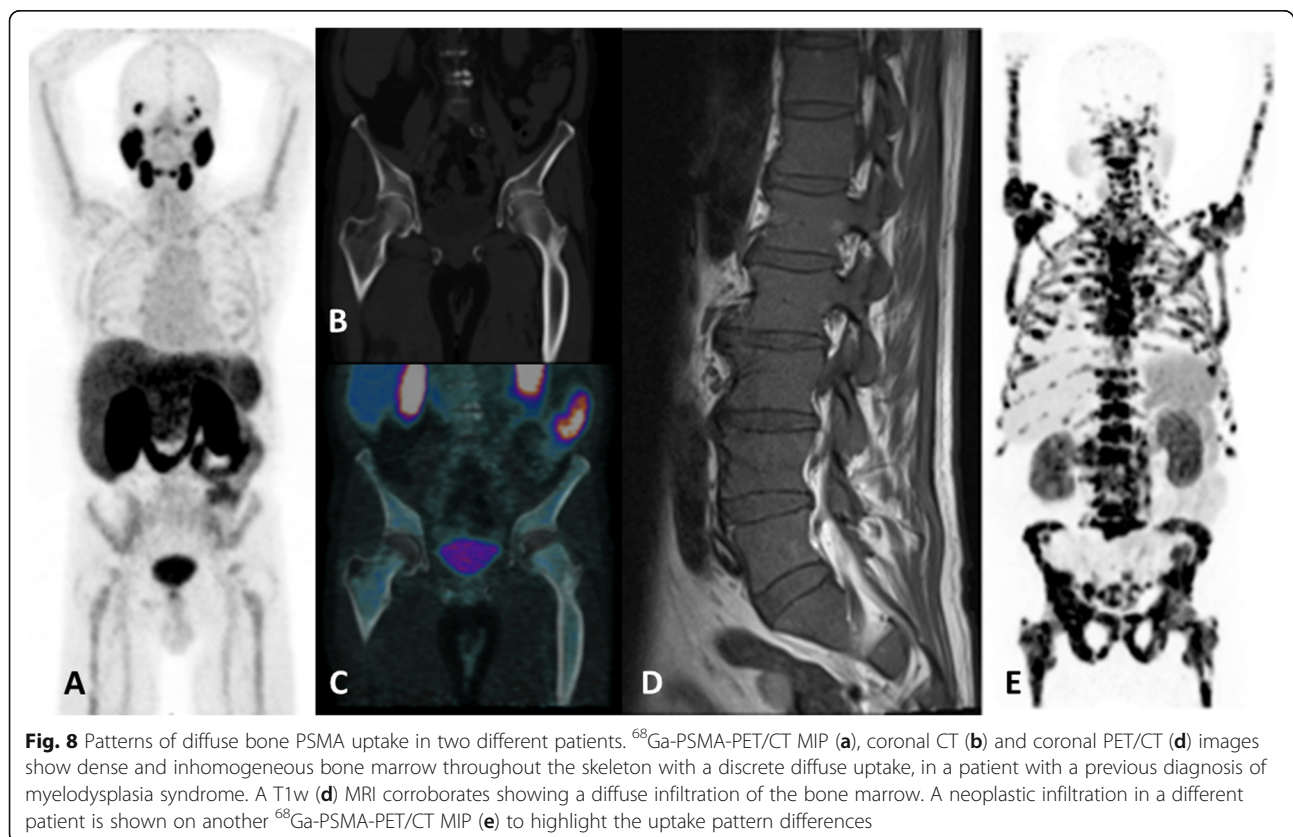 A
B
C
D
E
Fig. 8 Patterns of diffuse bone PSMA uptake in two different patients. ⁶⁸Ga-PSMA-PET/CT MIP (a), coronal CT (b) and coronal PET/CT (d) images
show dense and inhomogeneous bone marrow throughout the skeleton with a discrete diffuse uptake, in a patient with a previous diagnosis of
myelodysplasia syndrome. A T1w (d) MRI corroborates showing a diffuse infiltration of the bone marrow. A neoplastic infiltration in a different
patient is shown on another ⁶⁸Ga-PSMA-PET/CT MIP (e) to highlight the uptake pattern differences